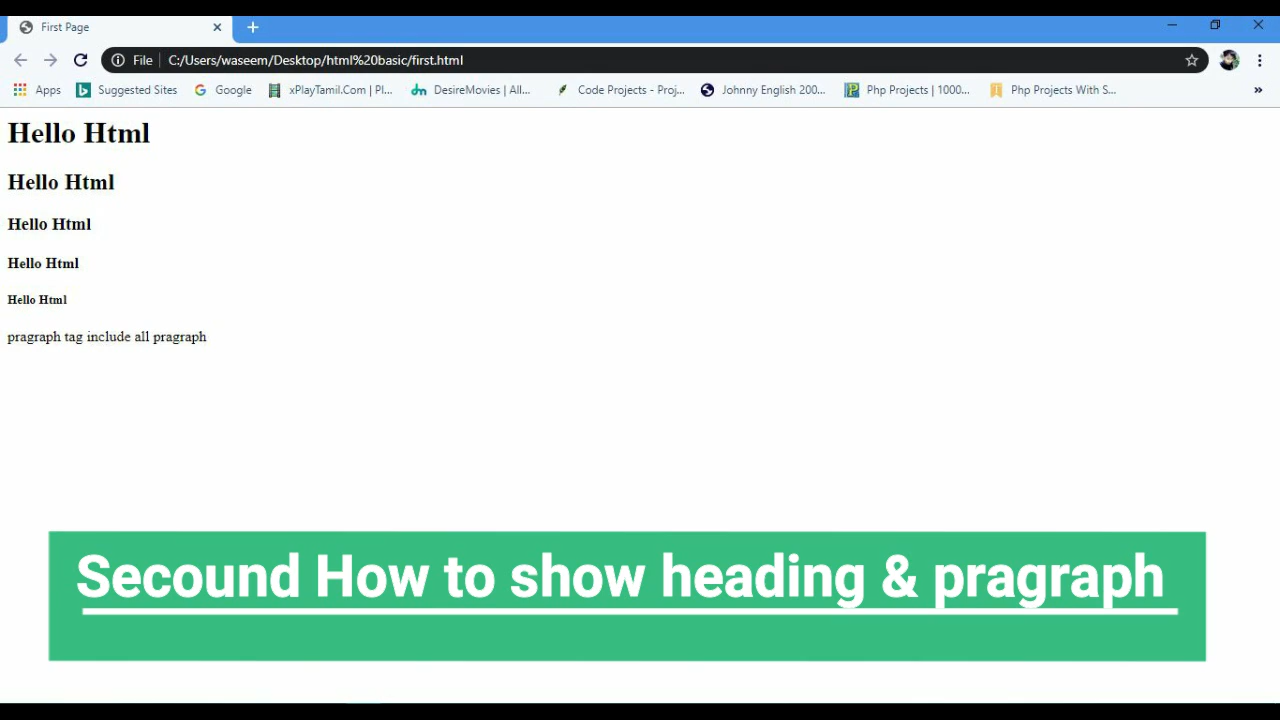 First Page
File C:/Users/waseem/Desktop/html%20basic/first.html
Apps Suggested Sites Google xPlayTamil.Com | Pl... DesireMovies | All... Code Projects - Proj... Johnny English 200... Php Projects | 1000... Php Projects With S... »
Hello Html
Hello Html
Hello Html
Hello Html
Hello Html
pragraph tag include all pragraph
Secound How to show heading & pragraph